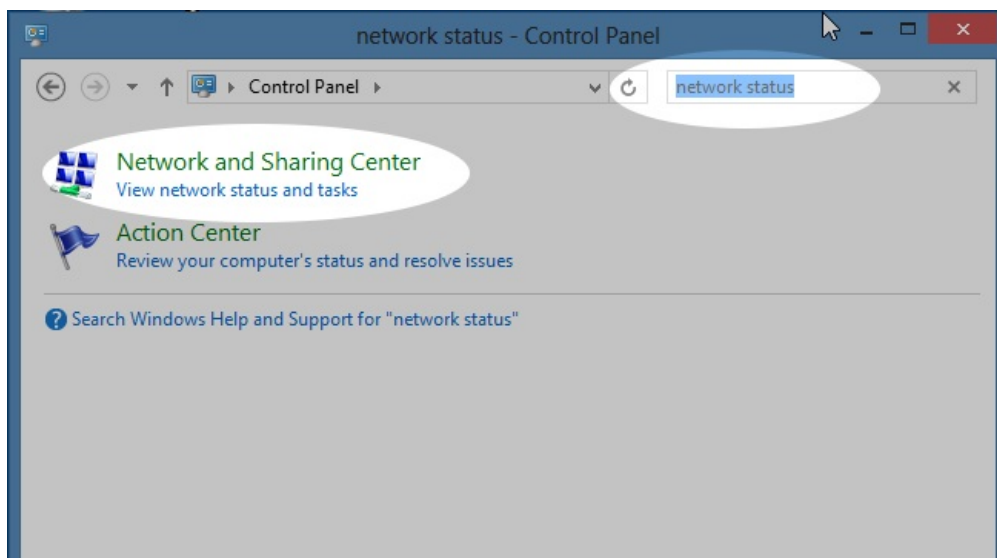 network status - Control Panel
Control Panel
network status
Network and Sharing Center
View network status and tasks
Action Center
Review your computer's status and resolve issues
Search Windows Help and Support for "network status"